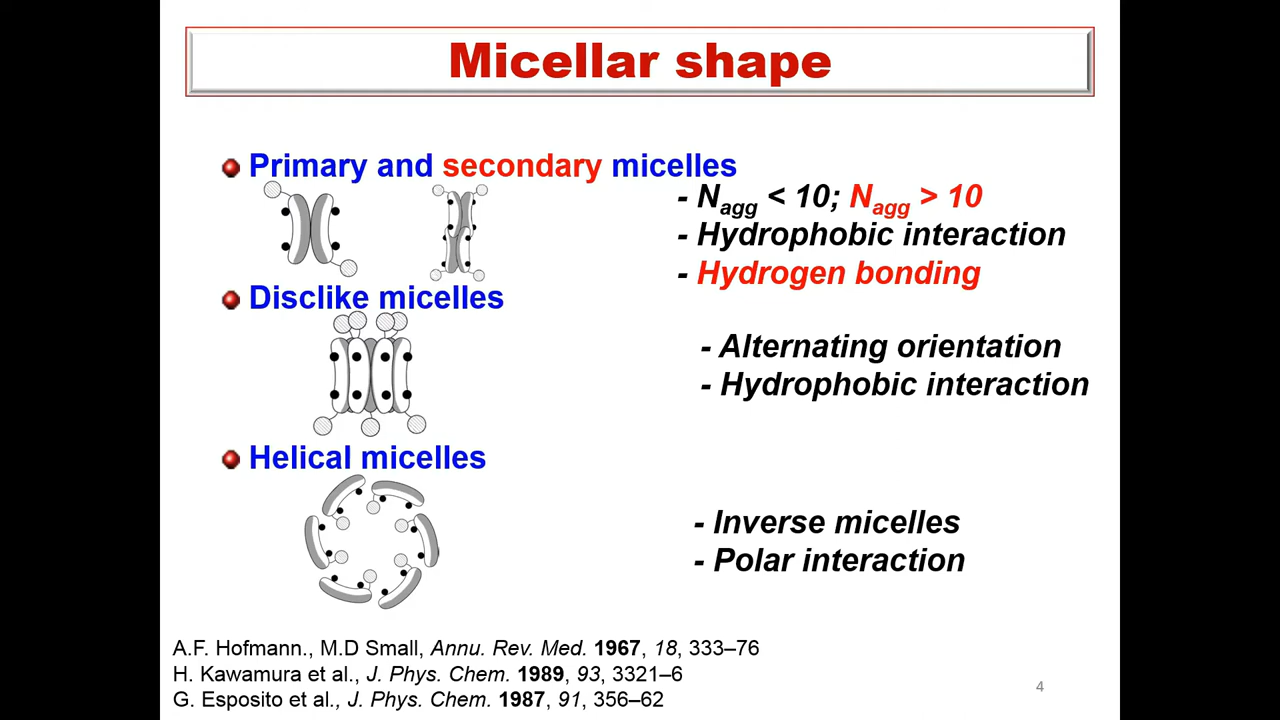 Micellar shape
Primary and secondary micelles
- Nagg < 10; Nagg > 10
- Hydrophobic interaction
- Hydrogen bonding
Disclike micelles
- Alternating orientation
- Hydrophobic interaction
Helical micelles
- Inverse micelles
- Polar interaction
A.F. Hofmann., M.D Small, Annu. Rev. Med. 1967, 18, 333–76
H. Kawamura et al., J. Phys. Chem. 1989, 93, 3321–6
G. Esposito et al., J. Phys. Chem. 1987, 91, 356–62
4